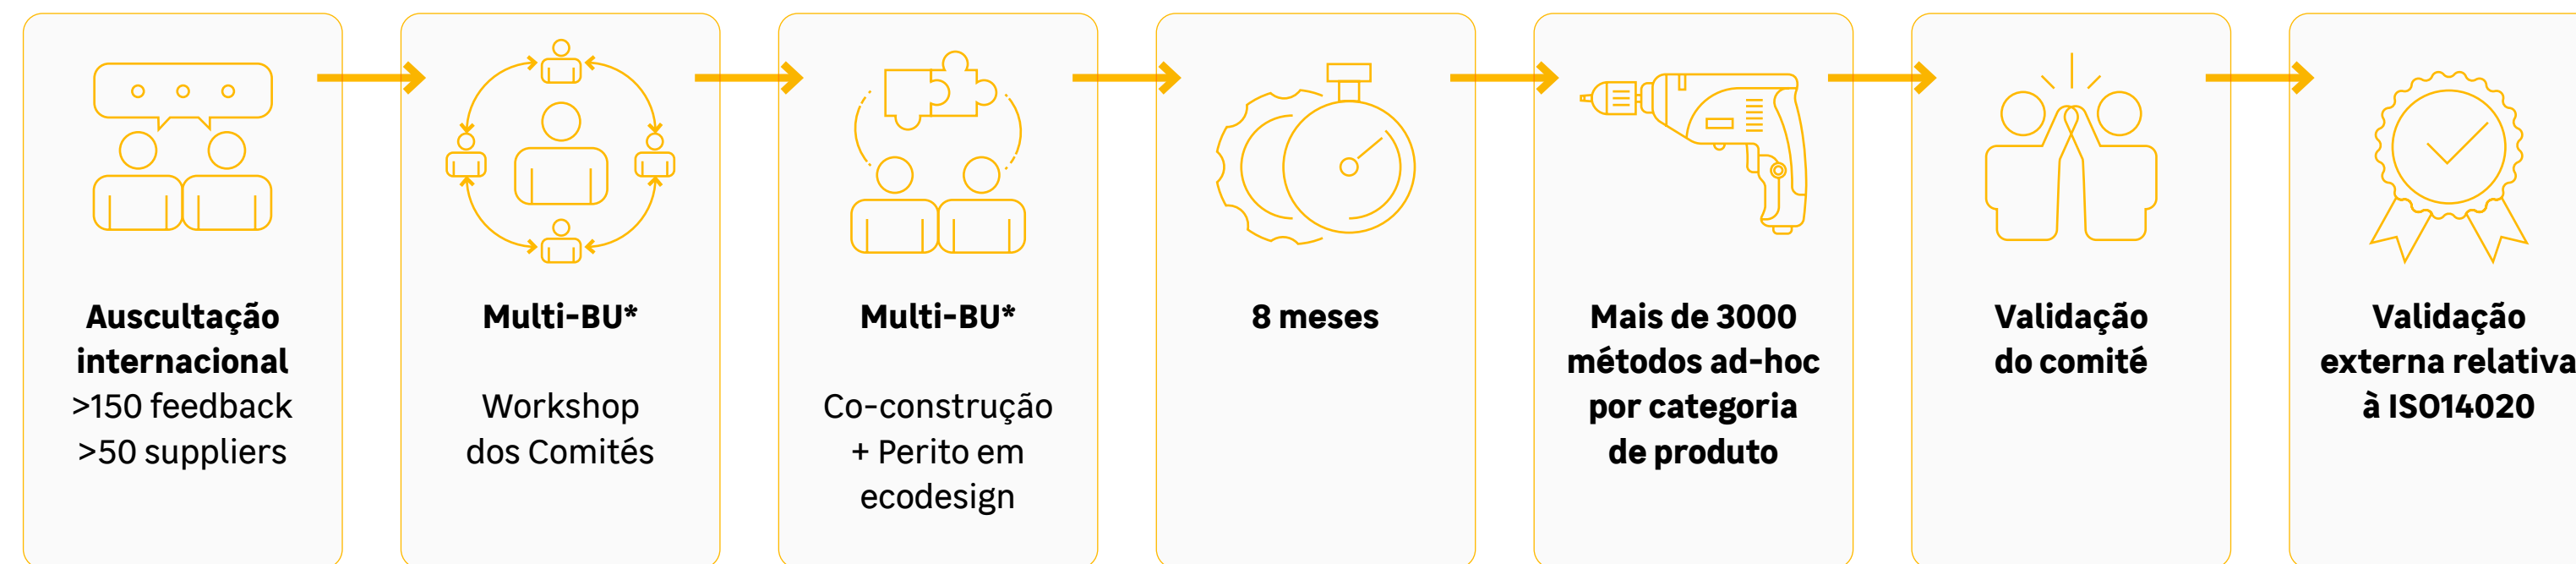 Auscultação
internacional
>150 feedback
>50 suppliers
Multi-BU*
Workshop
dos Comités
Multi-BU*
Co-construção
+ Perito em
ecodesign
8 meses
Mais de 3000
métodos ad-hoc
por categoria
de produto
Validação
do comité
Validação
externa relativa
à ISO14020